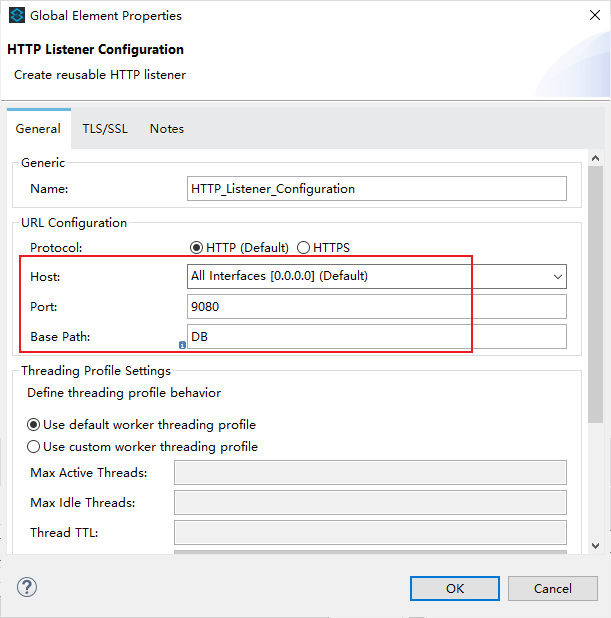 Global Element Properties
HTTP Listener Configuration
Create reusable HTTP listener
General TLS/SSL Notes
Generic
Name: HTTP_Listener_Configuration
URL Configuration
Protocol: HTTP (Default) HTTPS
Host: All Interfaces [0.0.0.0] (Default)
Port: 9080
Base Path: DB
Threading Profile Settings
Define threading profile behavior
Use default worker threading profile
Use custom worker threading profile
Max Active Threads:
Max Idle Threads:
Thread TTL:
OK Cancel